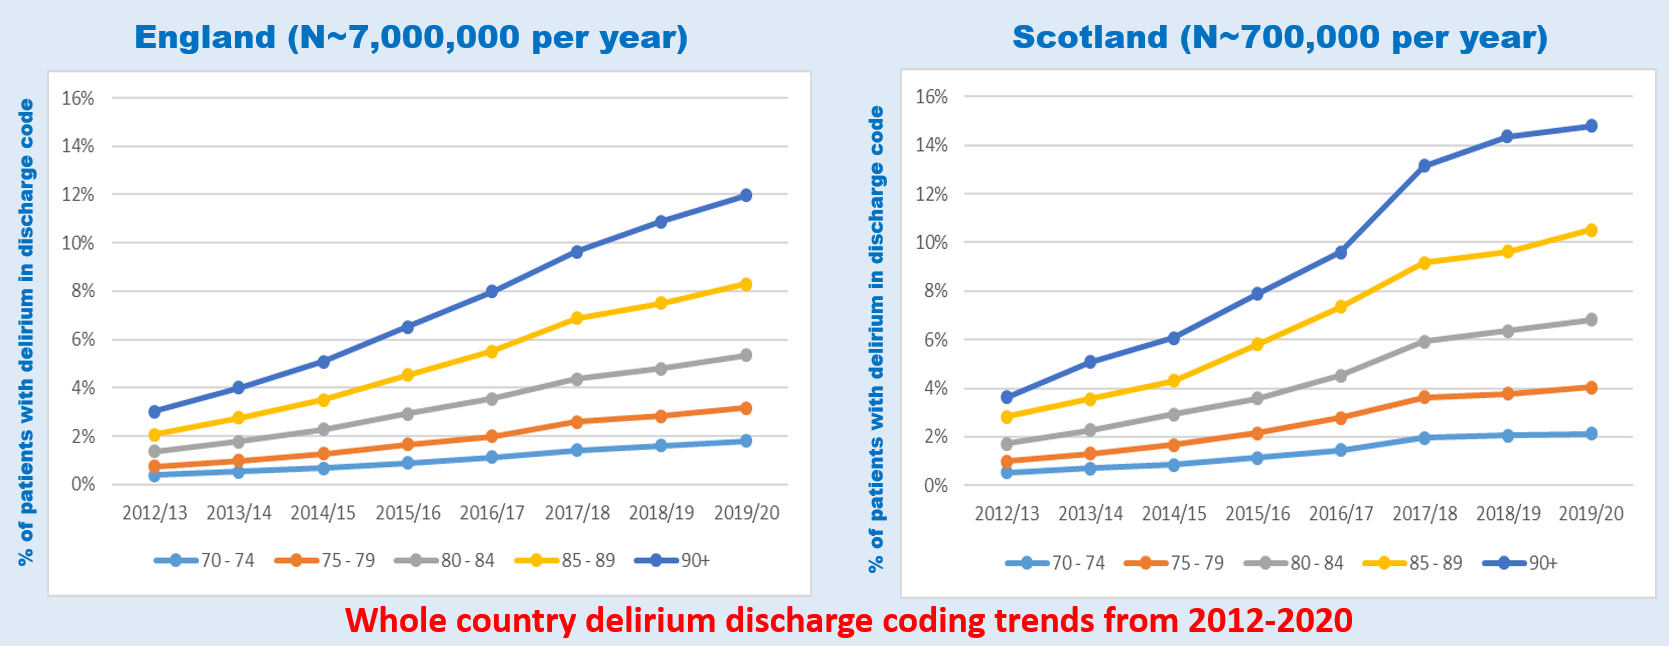 England (N~7,000,000 per year)
% of patients with delirium in discharge code
16%
14%
12%
10%
8%
6%
4%
2%
0%
2012/13 2013/14 2014/15 2015/16 2016/17 2017/18 2018/19 2019/20
70 - 74 75 - 79 80 - 84 85 - 89 90+
Scotland (N~700,000 per year)
% of patients with delirium in discharge code
16%
14%
12%
10%
8%
6%
4%
2%
0%
2012/13 2013/14 2014/15 2015/16 2016/17 2017/18 2018/19 2019/20
70 - 74 75 - 79 80 - 84 85 - 89 90+
Whole country delirium discharge coding trends from 2012-2020